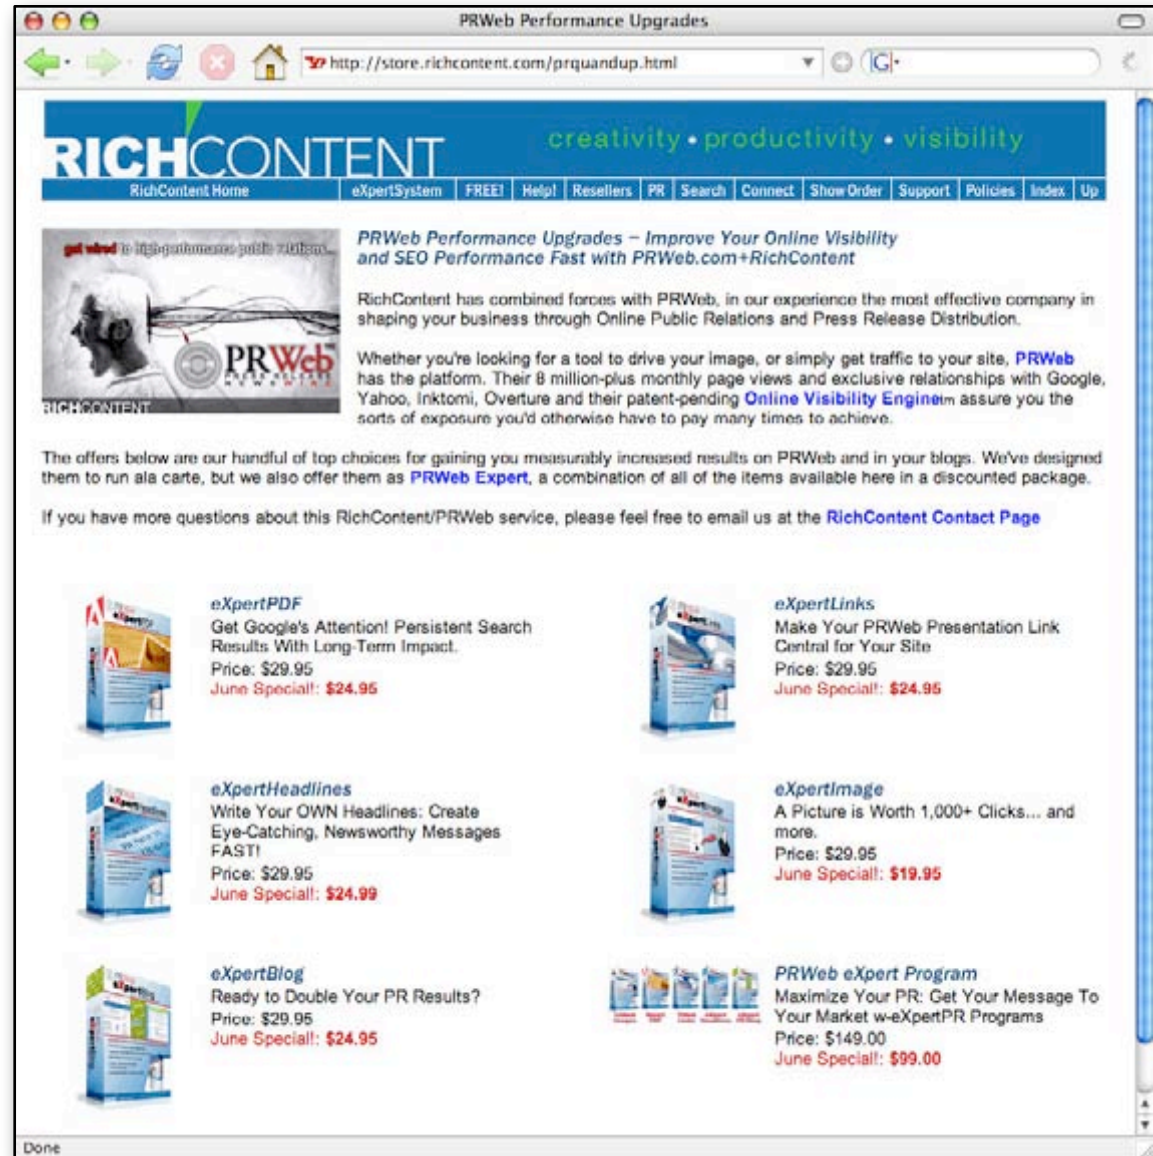 PRWeb Performance Upgrades
http://store.richcontent.com/prquandup.html
G
RICHCONTENT
creativity • productivity • visibility
RichContent Home eXpertSystem FREE! Help! Resellers PR Search Connect ShowOrder Support Policies Index Up
get wired to high-performance public relations...
PRWeb
PRESS RELEASE
NEWSWIRE
RICHCONTENT
PRWeb Performance Upgrades – Improve Your Online Visibility
and SEO Performance Fast with PRWeb.com+RichContent
RichContent has combined forces with PRWeb, in our experience the most effective company in
shaping your business through Online Public Relations and Press Release Distribution.
Whether you're looking for a tool to drive your image, or simply get traffic to your site, PRWeb
has the platform. Their 8 million-plus monthly page views and exclusive relationships with Google,
Yahoo, Inktomi, Overture and their patent-pending Online Visibility Enginetm assure you the
sorts of exposure you'd otherwise have to pay many times to achieve.
The offers below are our handful of top choices for gaining you measurably increased results on PRWeb and in your blogs. We've designed
them to run ala carte, but we also offer them as PRWeb Expert, a combination of all of the items available here in a discounted package.
If you have more questions about this RichContent/PRWeb service, please feel free to email us at the RichContent Contact Page
eXpertPDF
Get Google's Attention! Persistent Search
Results With Long-Term Impact.
Price: $29.95
June Special!: $24.95
eXpertLinks
Make Your PRWeb Presentation Link
Central for Your Site
Price: $29.95
June Special!: $24.95
eXpertHeadlines
Write Your OWN Headlines: Create
Eye-Catching, Newsworthy Messages
FAST!
Price: $29.95
June Special!: $24.99
eXpertImage
A Picture is Worth 1,000+ Clicks... and
more.
Price: $29.95
June Special!: $19.95
eXpertBlog
Ready to Double Your PR Results?
Price: $29.95
June Special!: $24.95
PRWeb eXpert Program
Maximize Your PR: Get Your Message To
Your Market w-eXpertPR Programs
Price: $149.00
June Special!: $99.00
Done